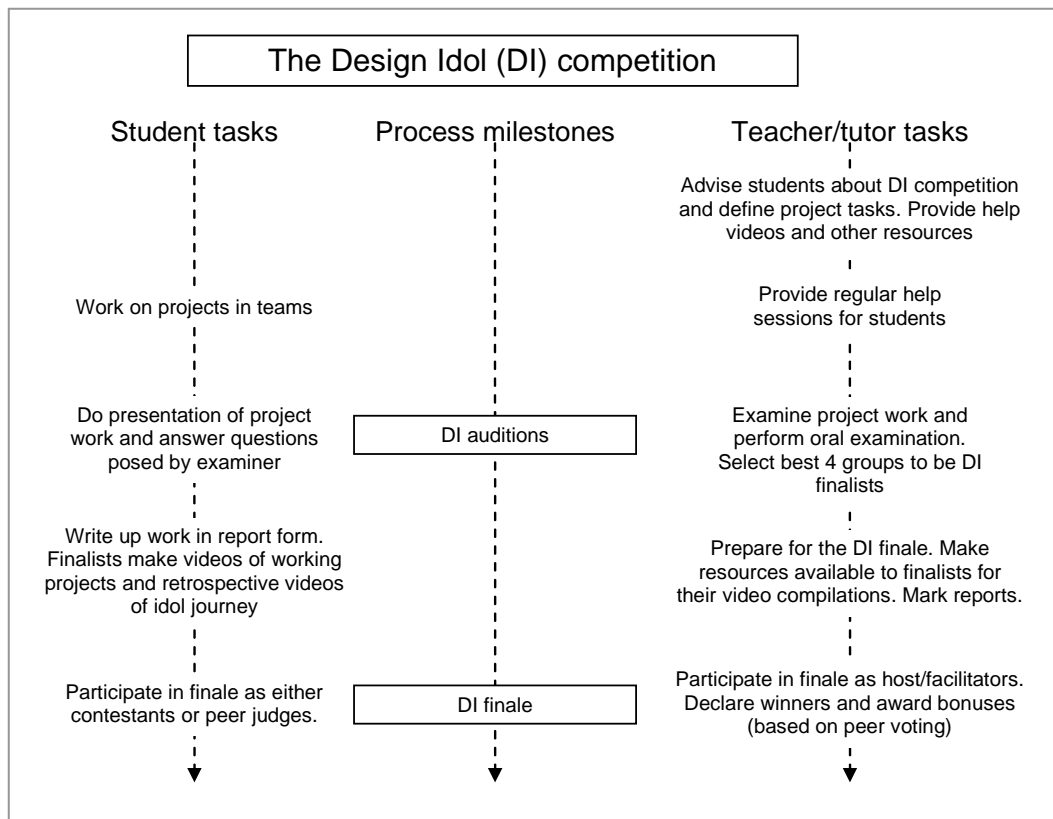 The Design Idol (DI) competition
Student tasks
Process milestones
Teacher/tutor tasks
Advise students about DI competition
and define project tasks. Provide help
videos and other resources
Work on projects in teams
Provide regular help
sessions for students
Do presentation of project
work and answer questions
posed by examiner
DI auditions
Examine project work and
perform oral examination.
Select best 4 groups to be DI
finalists
Write up work in report form.
Finalists make videos of working
projects and retrospective videos
of idol journey
Prepare for the DI finale. Make
resources available to finalists for
their video compilations. Mark reports.
Participate in finale as either
contestants or peer judges.
DI finale
Participate in finale as host/facilitators.
Declare winners and award bonuses
(based on peer voting)